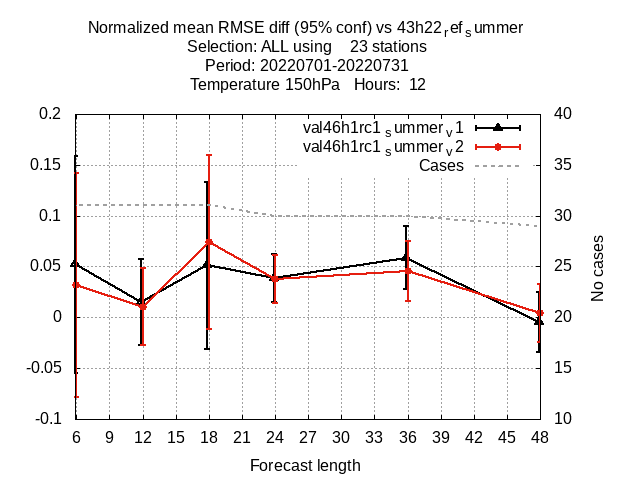 Normalized mean RMSE diff (95% conf) vs 43h22refsummer
Selection: ALL using 23 stations
Period: 20220701-20220731
Temperature 150hPa Hours: 12
val46h1rc1summerv1
val46h1rc1summerv2
Cases
0.2
0.15
0.1
0.05
0
-0.05
-0.1
40
35
30
25
20
15
10
No cases
6 9 12 15 18 21 24 27 30 33 36 39 42 45 48
Forecast length